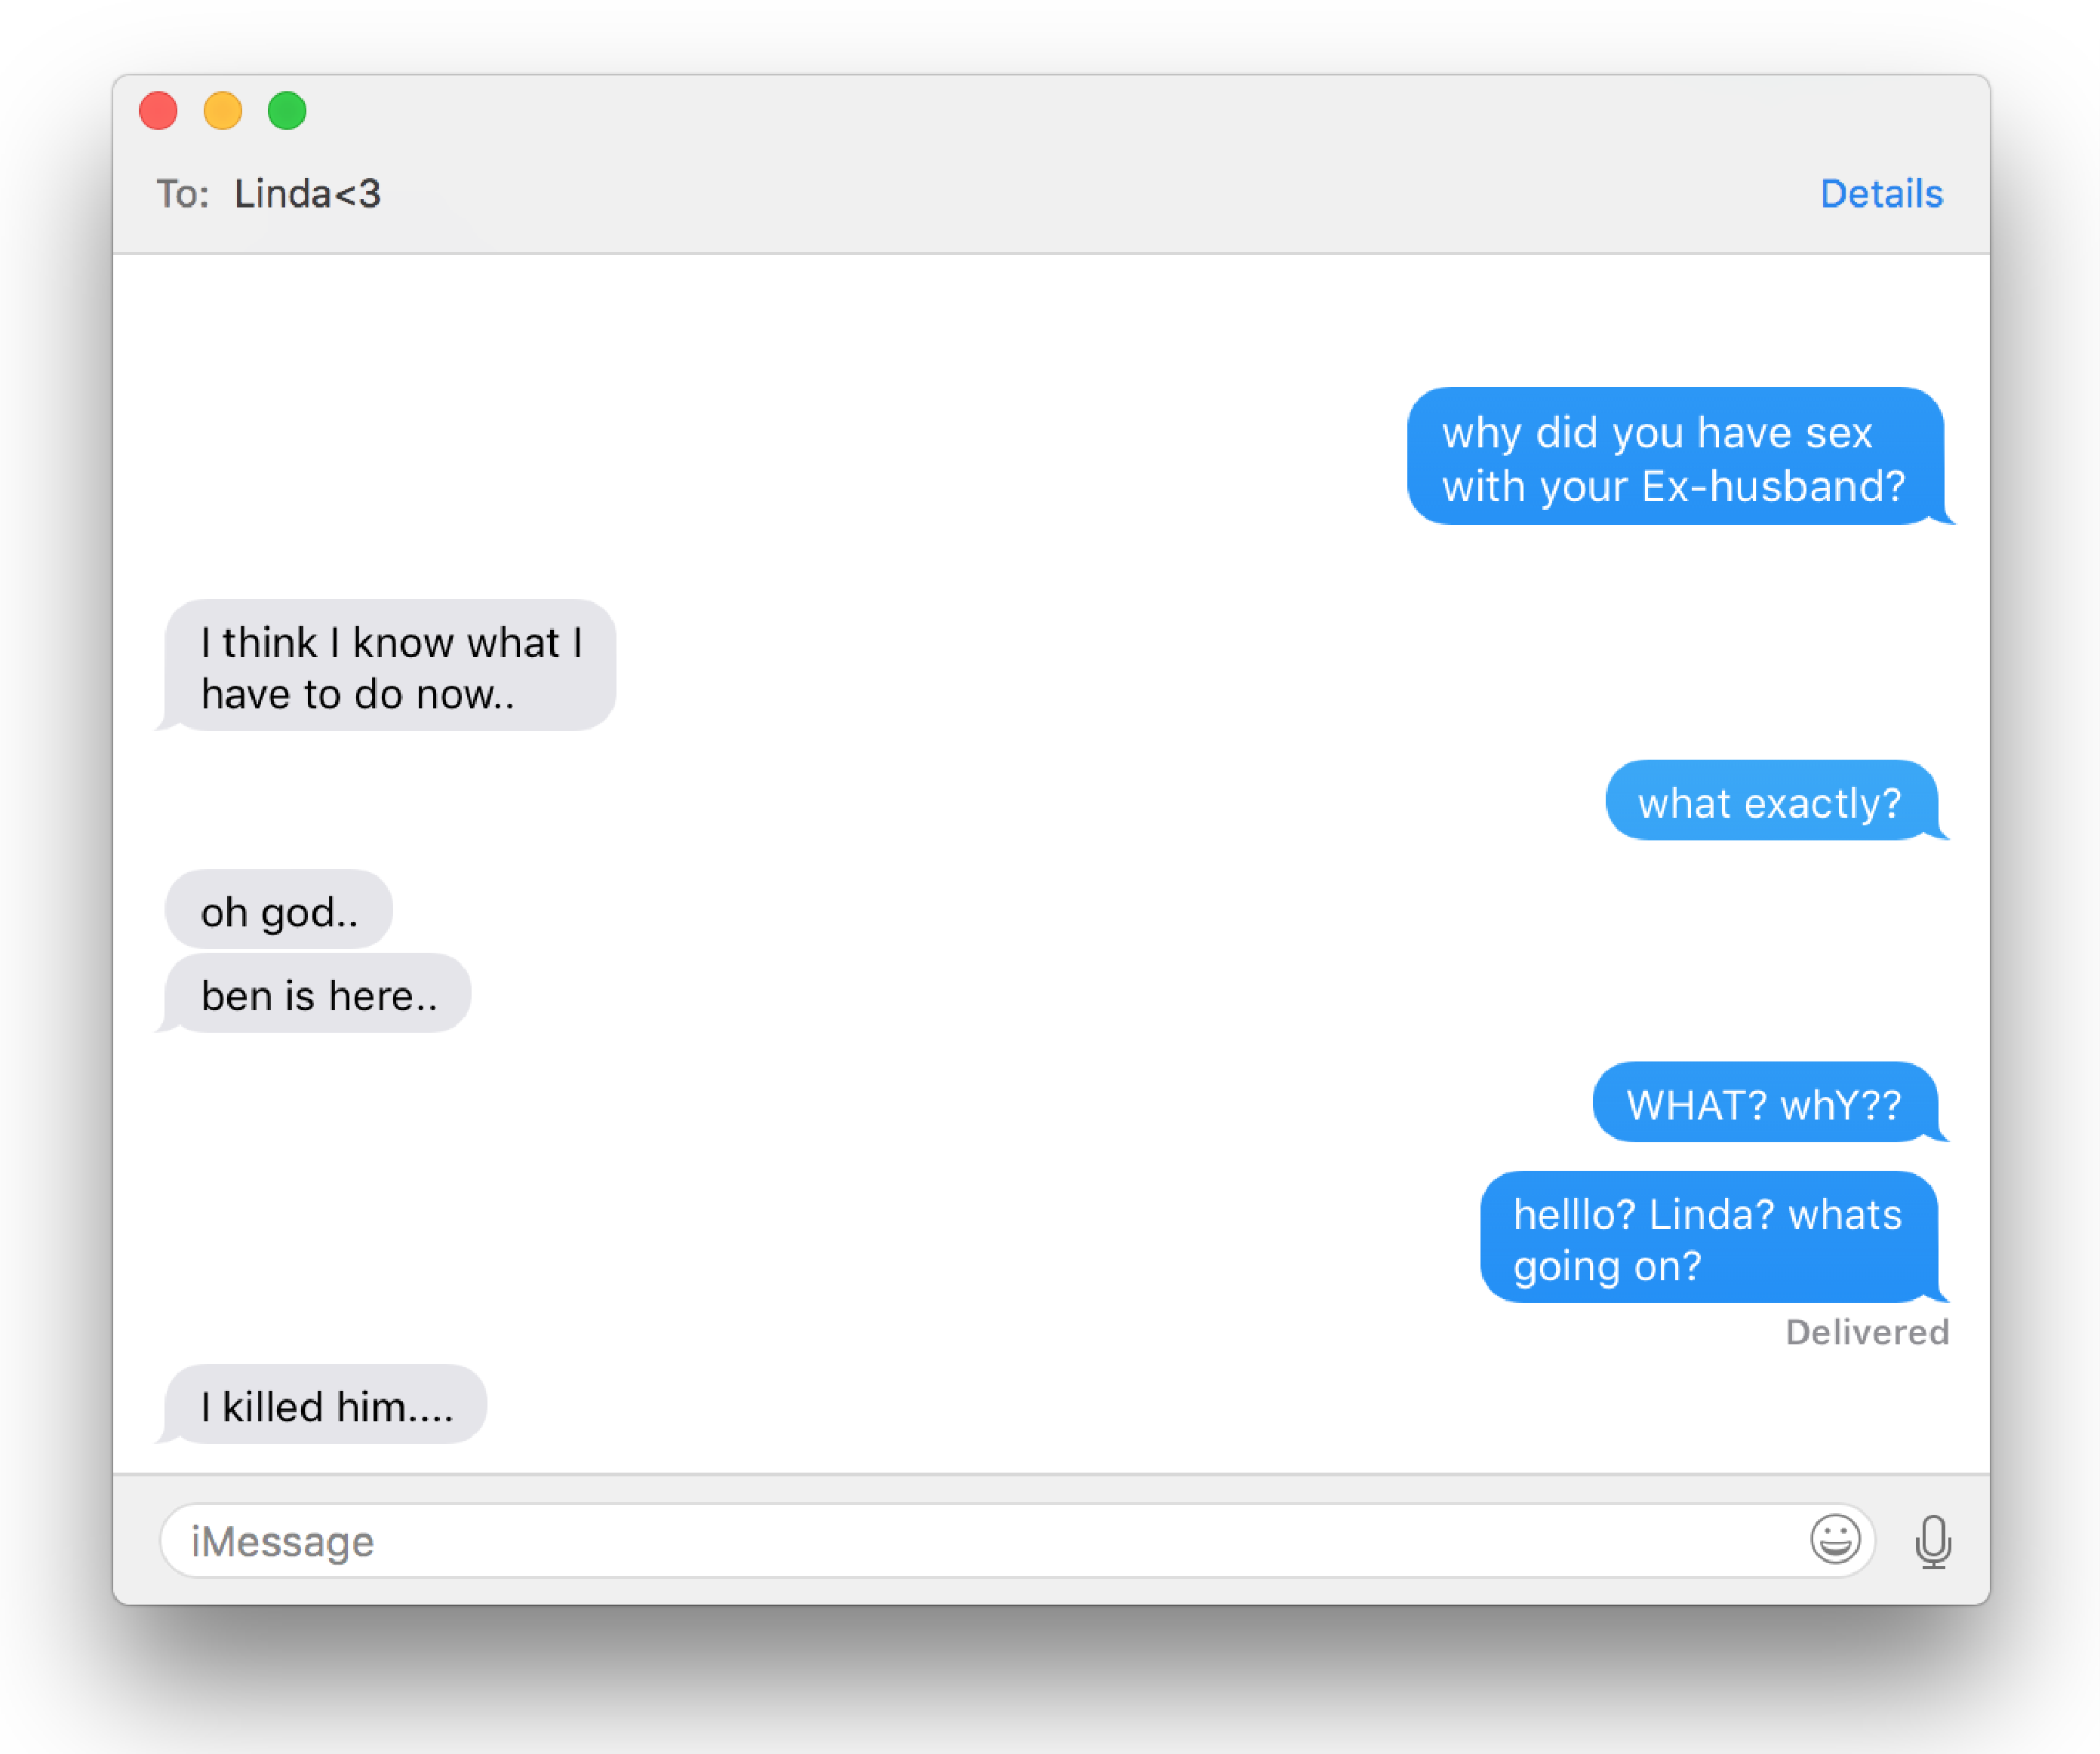 To: Linda<3
Details
why did you have sex
with your Ex-husband?
I think I know what I
have to do now..
what exactly?
oh god..
ben is here..
WHAT? whY??
helllo? Linda? whats
going on?
Delivered
I killed him....
iMessage